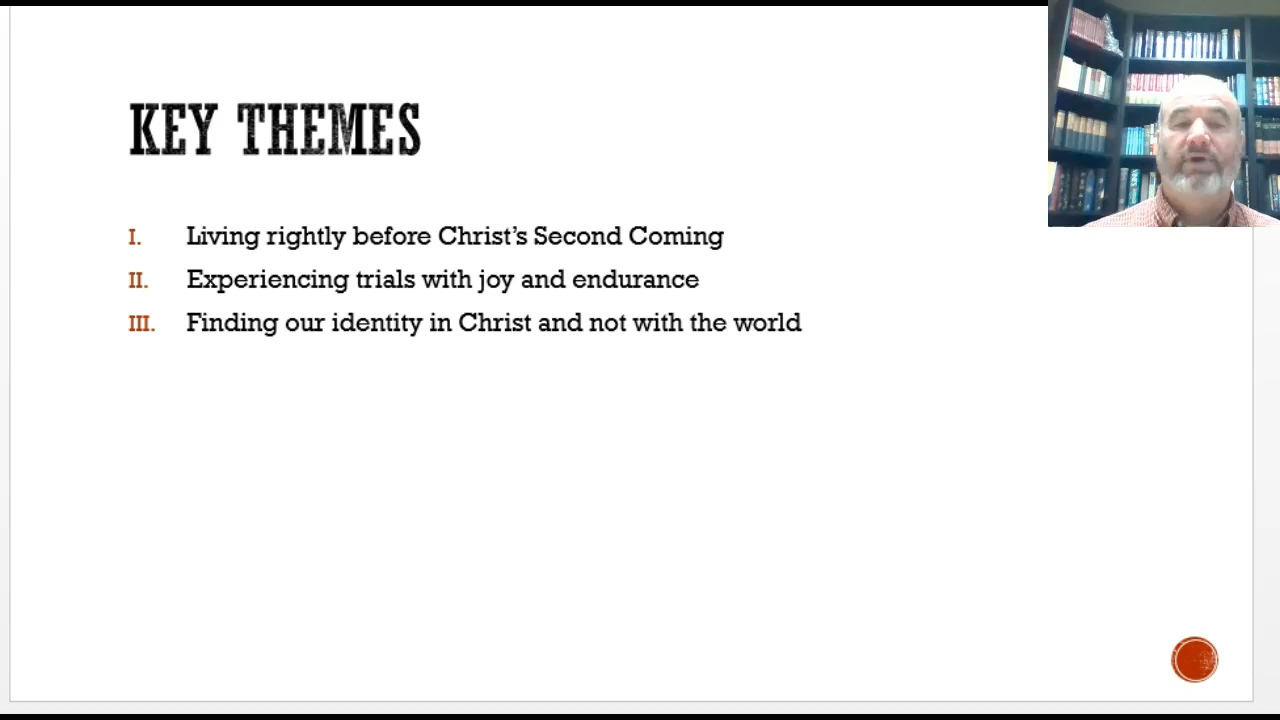 KEY THEMES
I. Living rightly before Christ's Second Coming
II. Experiencing trials with joy and endurance
III. Finding our identity in Christ and not with the world